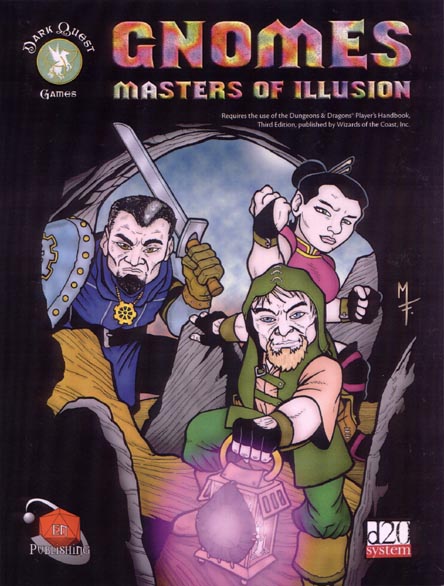 Dark Quest
Games
GNOMES
MASTERS OF ILLUSION
Requires the use of the Dungeons & Dragons® Player's Handbook,
Third Edition, published by Wizards of the Coast, Inc.
M
F.
EN
Publishing
d20
system